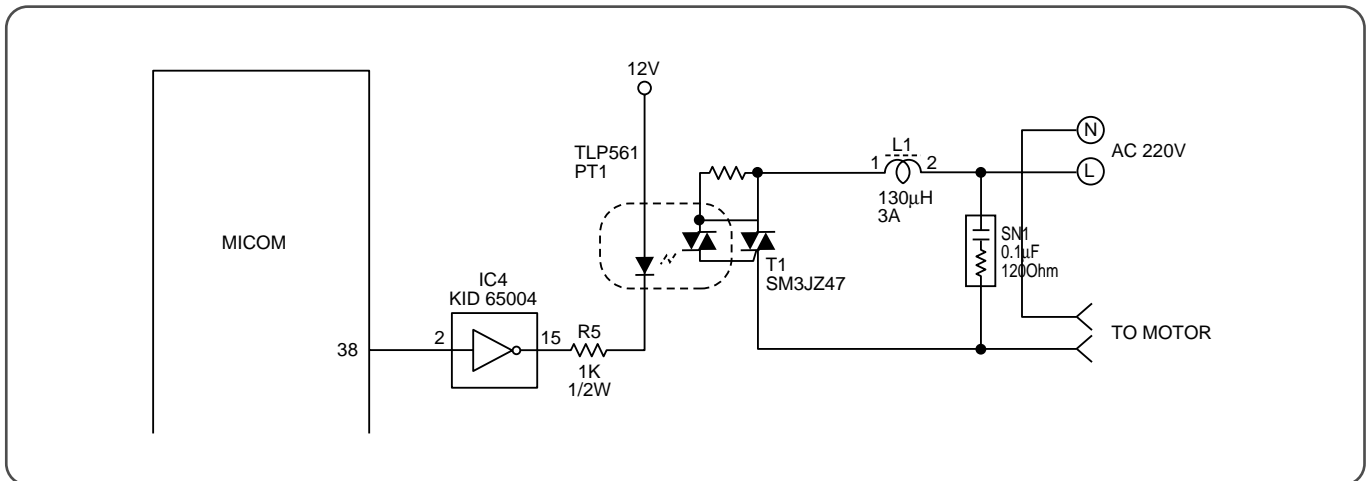 12V
TLP561
PT1
L1
1 2
130μH
3A
N
AC 220V
L
MICOM
SN1
0.1μF
120Ohm
T1
SM3JZ47
IC4
KID 65004
38
2
15
R5
1K
1/2W
TO MOTOR